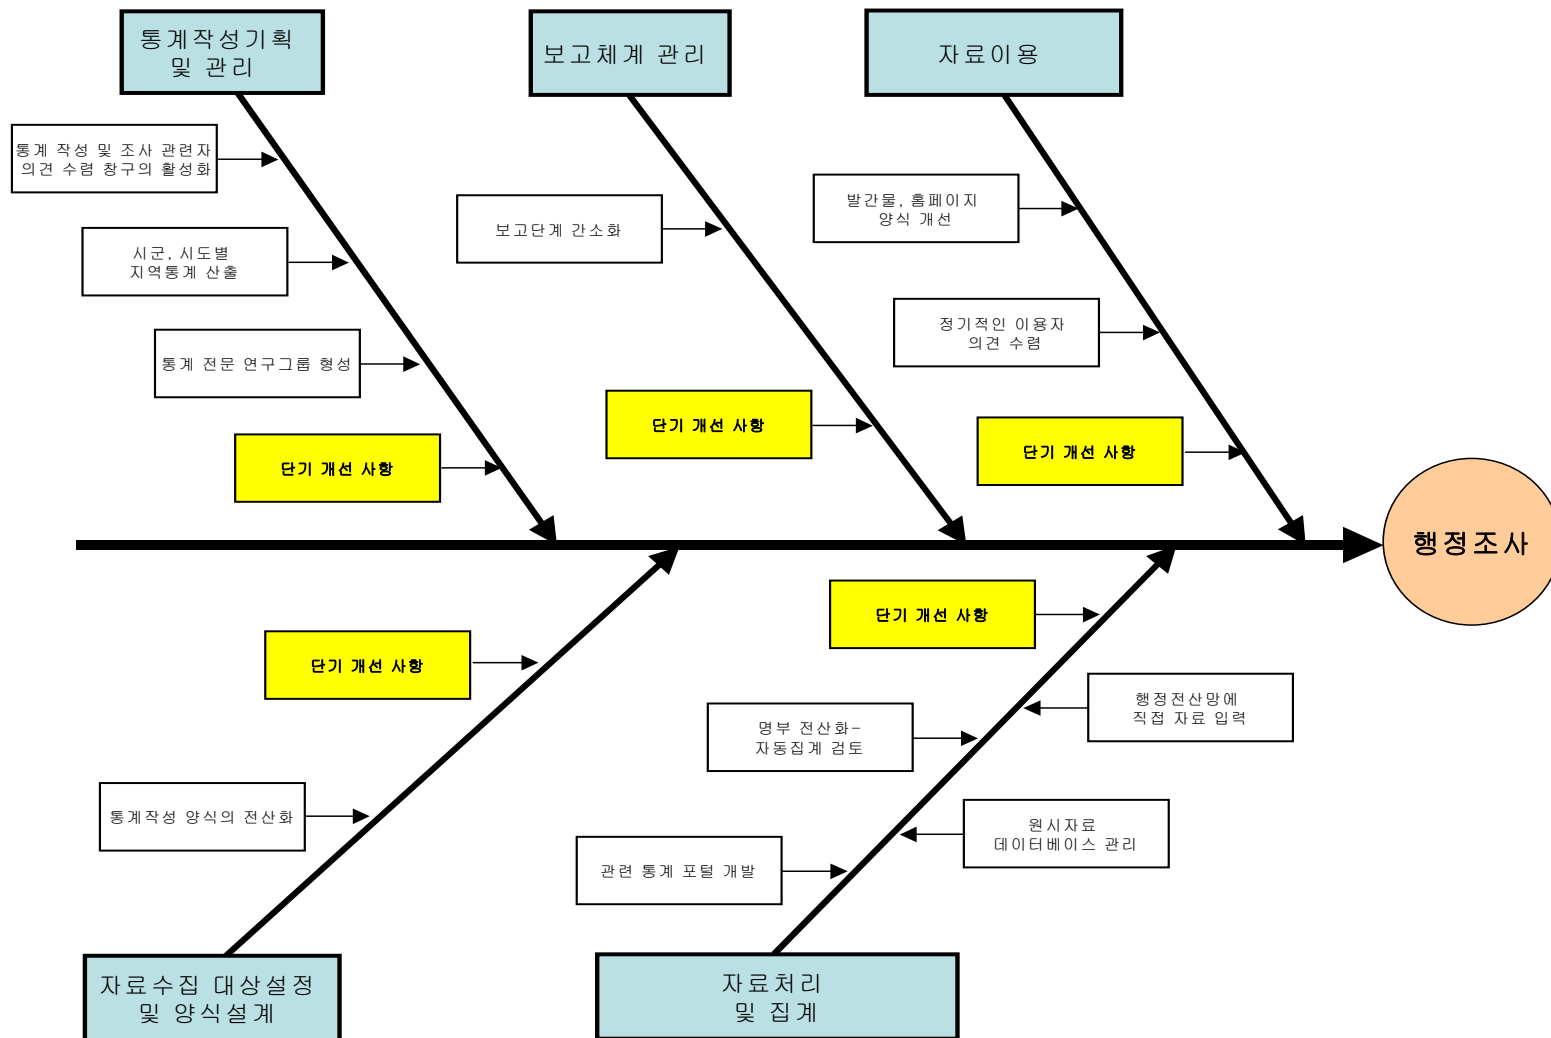 통계작성기획
및 관리
보고체계 관리
자료이용
통계 작성 및 조사 관련자
의견 수렴 창구의 활성화
시군, 시도별
지역통계 산출
통계 전문 연구그룹 형성
단기 개선 사항
보고단계 간소화
단기 개선 사항
발간물, 홈페이지
양식 개선
정기적인 이용자
의견 수렴
단기 개선 사항
행정조사
단기 개선 사항
통계작성 양식의 전산화
자료수집 대상설정
및 양식설계
단기 개선 사항
명부 전산화-
자동집계 검토
관련 통계 포털 개발
행정전산망에
직접 자료 입력
원시자료
데이터베이스 관리
자료처리
및 집계